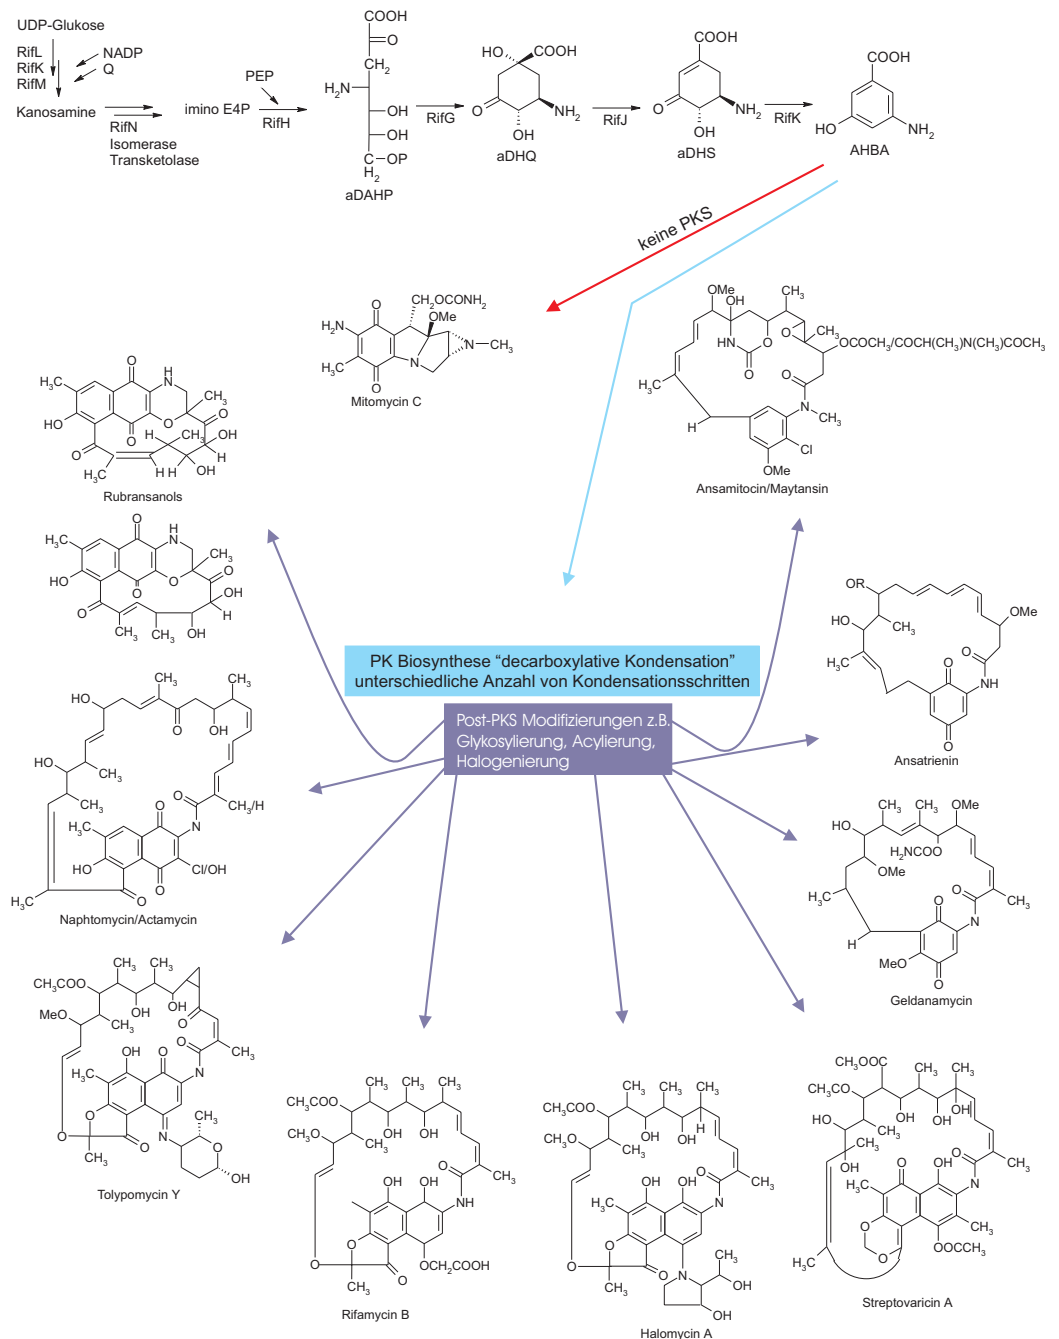 UDP-Glukose
RifL
RifK
RifM
NADP
Q
Kanosamine
RifN
Isomerase
Transketolase
imino E4P
PEP
RifH
COOH
O
CH2
H2N
OH
OH
OP
C
H2
aDAHP
RifG
HO
COOH
O
NH2
OH
aDHQ
RifJ
COOH
O
NH2
OH
aDHS
RifK
COOH
HO
NH2
AHBA
keine PKS
CH2OCONH2
O
OMe
H2N
H3C
N
N
CH3
O
Mitomycin C
OMe
OH
CH3
HN
O
O
O
CH3
OCOCH3/COCH(CH3)N(CH3)COCH3
O
H3C
N
CH3
H
Cl
OMe
Ansamitocin/Maytansin
O
H
N
H3C
CH3
HO
O
O
O
O
H
CH3
OH
H
H3C
H
H
OH
Rubransanols
O
H
N
H3C
CH3
HO
O
O
O
O
OH
H
CH3
CH3
OH
PK Biosynthese “decarboxylative Kondensation”
unterschiedliche Anzahl von Kondensationsschritten
Post-PKS Modifizierungen z.B.
Glykosylierung, Acylierung,
Halogenierung
OR
HO
CH3
OMe
H3C
O
O
NH
O
Ansatrienin
CH3
CH3
HO
O
OH
HO
CH3
CH3
O
CH3/H
O
N
H3C
HO
Cl/OH
O
O
H3C
Naphtomycin/Actamycin
CH3
CH3
OMe
HO
H2NCOO
OMe
CH3
O
CH3
O
N
H
MeO
O
Geldanamycin
CH3
CH3
CH3COO
OH
OH
MeO
CH3
O
O
CH3
OH
O
N
H3C
O
O
O
N
CH3
CH3
O
OH
Tolypomycin Y
CH3
CH3
CH3
CH3COO
CH3O
CH3
OH
OH
O
CH3
OH
OH
NH
O
O
O
CH3
OCH2COOH
Rifamycin B
CH3
CH3
CH3
CH3COO
H
OH
OH
CH3O
CH3
O
CH3
OH
OH
N
H3C
O
O
O
CH3
N
CH3
OH
OH
Halomycin A
CH3OOC
CH3
CH3
CH3
CH3COO
OH
OH
OH
OH
CH3
CH3
OH
O
CH3
O
OH
N
H3C
O
O
CH3
OOCCH3
H3C
Streptovaricin A